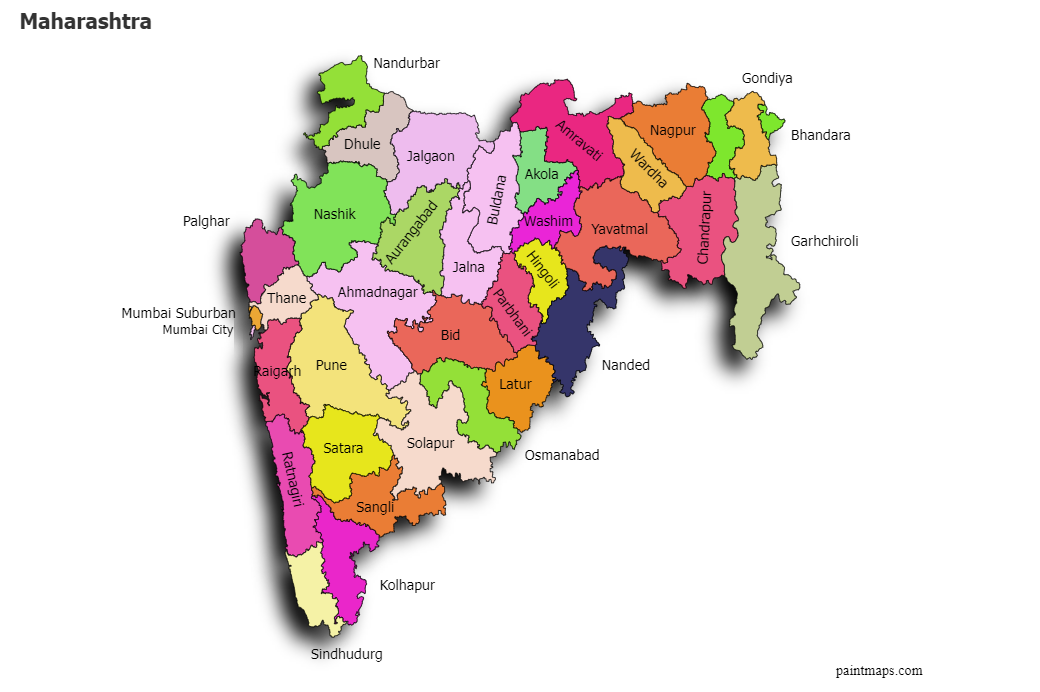 Maharashtra
Nandurbar
Gondiya
Amravati
Nagpur
Bhandara
Dhule
Jalgaon
Wardha
Akola
Buldana
Nashik
Aurangabad
Washim
Chandrapur
Palghar
Yavatmal
Garhchiroli
Jalna
Hingoli
Thane
Ahmadnagar
Parbhani
Mumbai Suburban
Mumbai City
Bid
Raigarh
Pune
Nanded
Latur
Satara
Solapur
Osmanabad
Ratnagiri
Sangli
Kolhapur
Sindhudurg
paintmaps.com